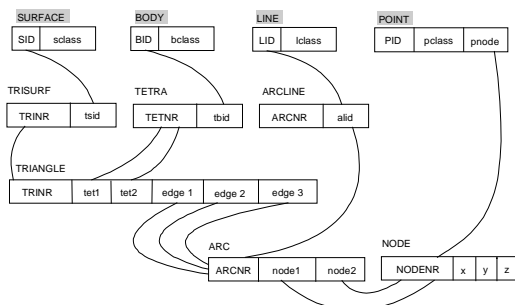 SURFACE BODY LINE POINT
SID sclass BID bclass LID lclass PID pclass pnode
TRISURF TETRA ARCLINE
TRINR tsid TETNR tbid ARCNR alid
TRIANGLE
TRINR tet1 tet2 edge 1 edge 2 edge 3
ARC NODE
ARCNR node1 node2 NODENR x y z